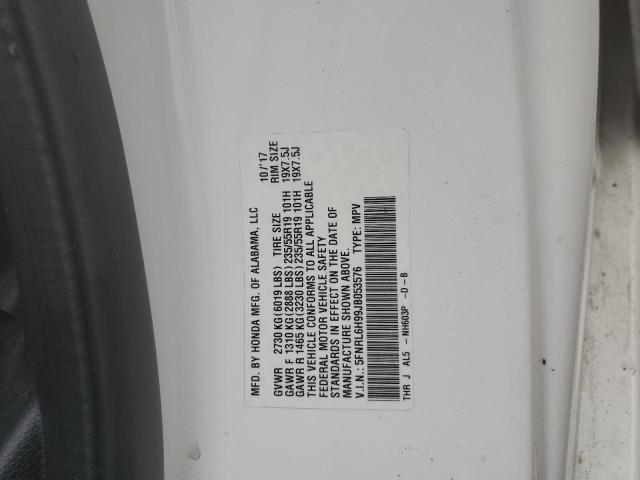 MFD. BY HONDA MFG. OF ALABAMA, LLC 10/'17
GVWR 2730 KG(6019 LBS) TIRE SIZE RIM SIZE
GAWR F 1310 KG(2888 LBS)235/55R19 101H 19X7.5J
GAWR R 1465 KG(3230 LBS)235/55R19 101H 19X7.5J
THIS VEHICLE CONFORMS TO ALL APPLICABLE
FEDERAL MOTOR VEHICLE SAFETY
STANDARDS IN EFFECT ON THE DATE OF
MANUFACTURE SHOWN ABOVE.
V.I.N.: 5FNRL6H99JB053576 TYPE: MPV
THR J AL5 -NH603P -D -B